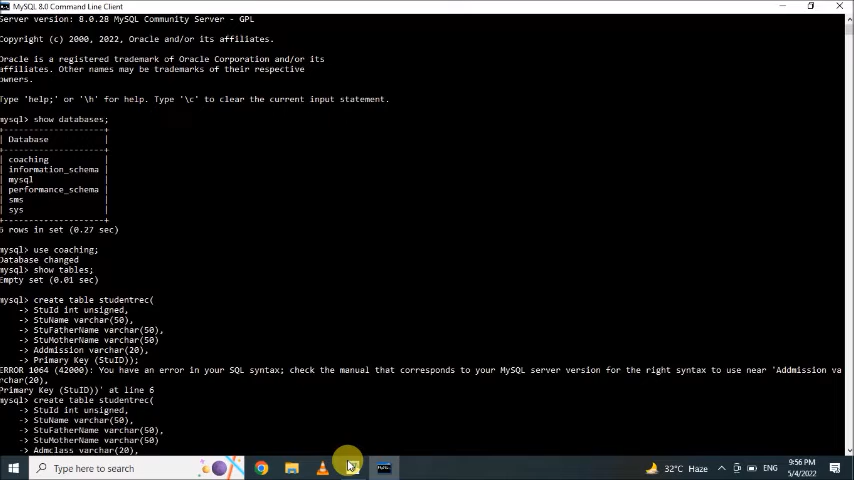 MySQL 8.0 Command Line Client
Server version: 8.0.28 MySQL Community Server - GPL
Copyright (c) 2000, 2022, Oracle and/or its affiliates.
Oracle is a registered trademark of Oracle Corporation and/or its
affiliates. Other names may be trademarks of their respective
owners.
Type 'help;' or '\h' for help. Type '\c' to clear the current input statement.
mysql> show databases;
+--------------------+
| Database           |
+--------------------+
| coaching           |
| information_schema |
| mysql              |
| performance_schema |
| sms                |
| sys                |
+--------------------+
6 rows in set (0.27 sec)
mysql> use coaching;
Database changed
mysql> show tables;
Empty set (0.01 sec)
mysql> create table studentrec(
-> StuId int unsigned,
-> StuName varchar(50),
-> StuFatherName varchar(50),
-> StuMotherName varchar(50)
-> Addmission varchar(20),
-> Primary Key (StuID));
ERROR 1064 (42000): You have an error in your SQL syntax; check the manual that corresponds to your MySQL server version for the right syntax to use near 'Addmission va
rchar(20),
Primary Key (StuID))' at line 6
mysql> create table studentrec(
-> StuId int unsigned,
-> StuName varchar(50),
-> StuFatherName varchar(50),
-> StuMotherName varchar(50)
-> Admclass varchar(20),
Type here to search
32°C Haze
ENG
9:56 PM
5/4/2022